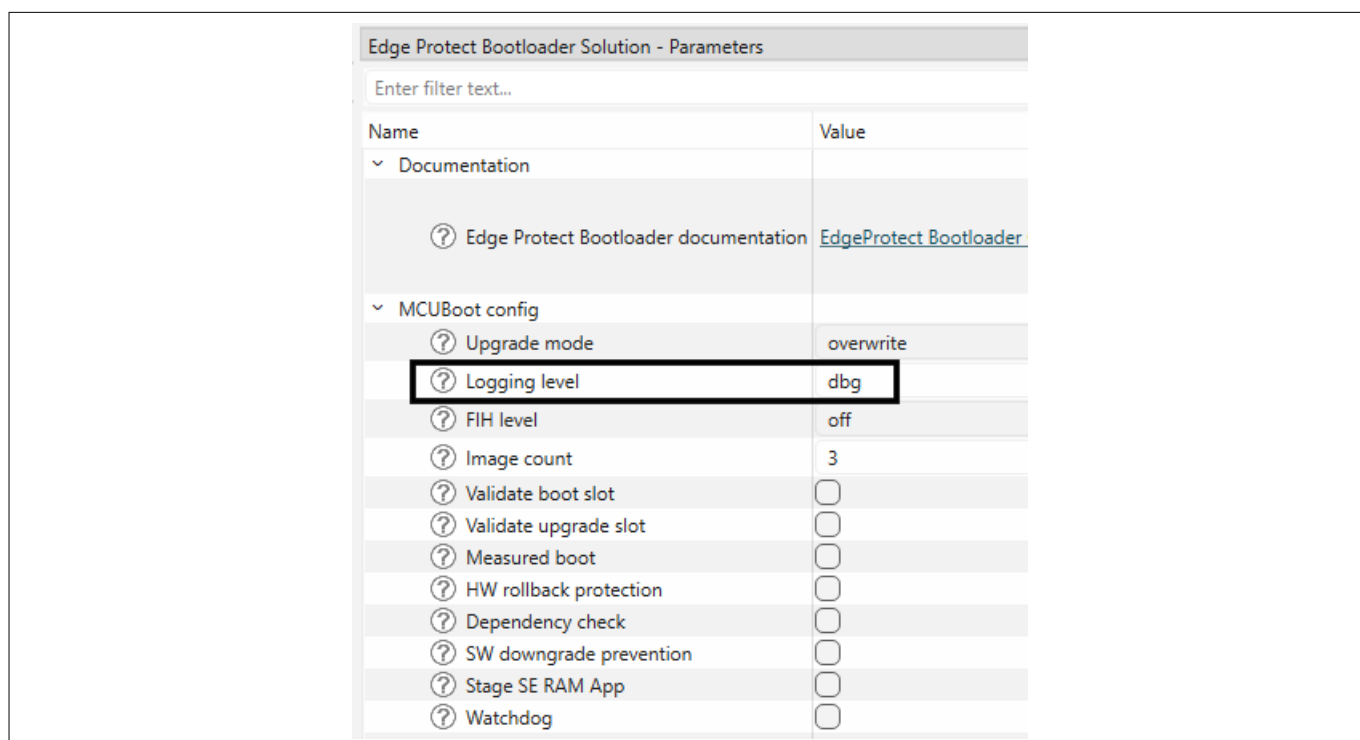 Edge Protect Bootloader Solution - Parameters
Enter filter text...
Name Value
Documentation
Edge Protect Bootloader documentation EdgeProtect Bootloader
MCUBoot config
Upgrade mode overwrite
Logging level dbg
FIH level off
Image count 3
Validate boot slot
Validate upgrade slot
Measured boot
HW rollback protection
Dependency check
SW downgrade prevention
Stage SE RAM App
Watchdog